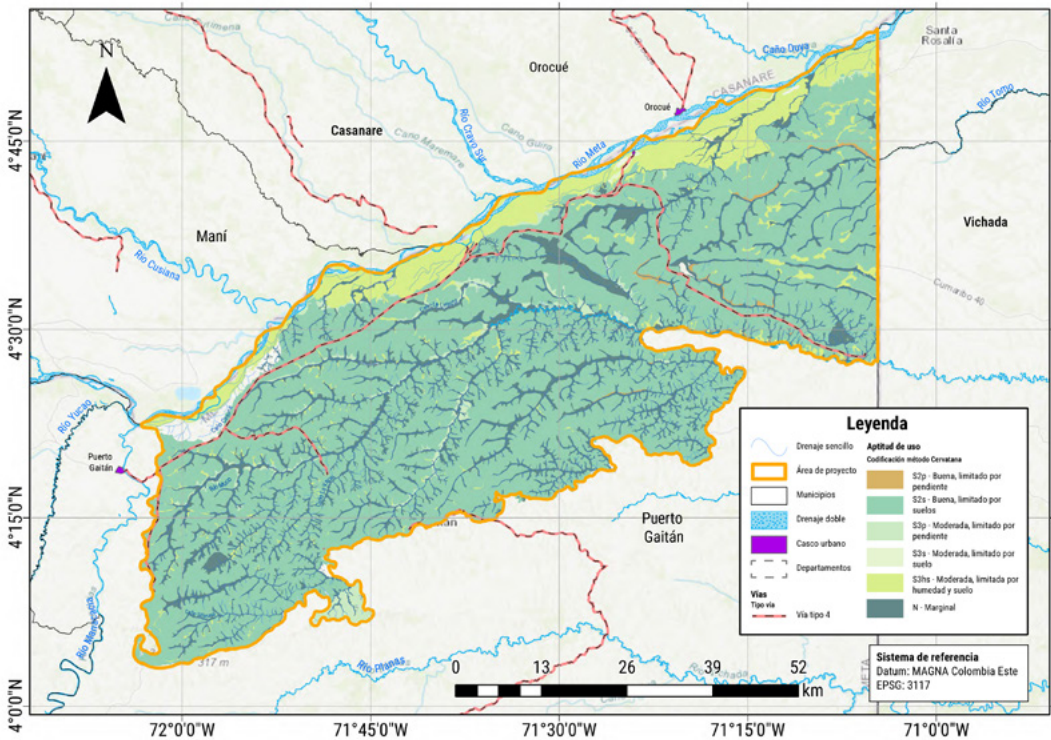 Caño Surimena
N
Orocué
Caño Duya
Santa
Rosalía
CASANARE
Orocué
Río Tomo
Río Cravo Sur
Casanare
Caño Guira
Caño Maremare
Río Meta
4°45'0"N
Maní
Vichada
Río Cusiana
Cumaribo 40
4°30'0"N
Río Yucao
Puerto
Gaitán
4°15'0"N
Puerto
Gaitán
Río Manacacías
317 m
Río Planas
META
4°0'0"N
Leyenda
Drenaje sencillo
Área de proyecto
Municipios
Drenaje doble
Casco urbano
Departamentos
Vías
Tipo vía
Vía tipo 4
Aptitud de uso
Codificación método Cervatana
S2p - Buena, limitado por
pendiente
S2s - Buena, limitado por
suelos
S3p - Moderada, limitado por
pendiente
S3s - Moderada, limitado por
suelo
S3hs - Moderada, limitada por
humedad y suelo
N - Marginal
Sistema de referencia
Datum: MAGNA Colombia Este
EPSG: 3117
0 13 26 39 52
km
72°0'0"W 71°45'0"W 71°30'0"W 71°15'0"W 71°0'0"W